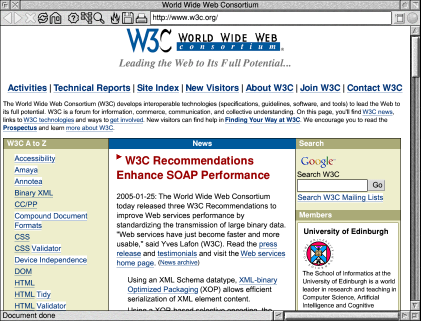 World Wide Web Consortium
http://www.w3.org/
W3C WORLD WIDE WEB
consortium
Leading the Web to Its Full Potential...
Activities | Technical Reports | Site Index | New Visitors | About W3C | Join W3C | Contact W3C
The World Wide Web Consortium (W3C) develops interoperable technologies (specifications, guidelines, software, and tools) to lead the Web to
its full potential. W3C is a forum for information, commerce, communication, and collective understanding. On this page, you'll find W3C news,
links to W3C technologies and ways to get involved. New visitors can find help in Finding Your Way at W3C. We encourage you to read the
Prospectus and learn more about W3C.
W3C A to Z
Accessibility
Amaya
Annotea
Binary XML
CC/PP
Compound Document
Formats
CSS
CSS Validator
Device Independence
DOM
HTML
HTML Tidy
HTML Validator
News
W3C Recommendations
Enhance SOAP Performance
2005-01-25: The World Wide Web Consortium
today released three W3C Recommendations to
improve Web services performance by
standardizing the transmission of large binary data.
"Web services have just become faster and more
usable," said Yves Lafon (W3C). Read the press
release and testimonials and visit the Web services
home page. (News archive)
Using an XML Schema datatype, XML-binary
Optimized Packaging (XOP) allows efficient
serialization of XML element content.
Using a XOP-based selective encoding, the
Search
Google
Search W3C
Go
Search W3C Mailing Lists
Members
University of Edinburgh
The School of Informatics at the
University of Edinburgh is a world
leader in research and teaching in
Computer Science, Artificial
Intelligence and Cognitive
Document done